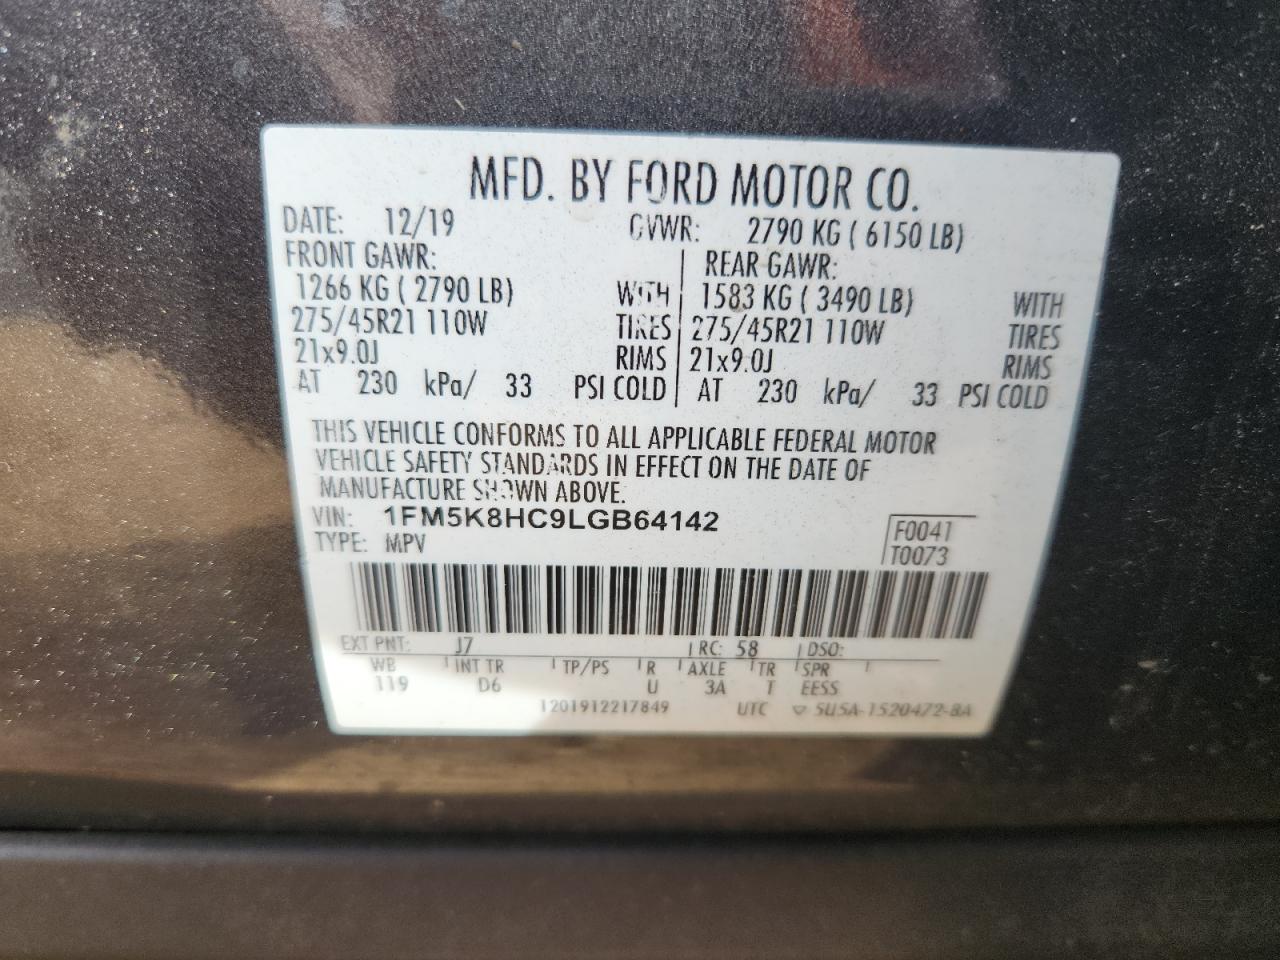 MFD. BY FORD MOTOR CO.
DATE: 12/19 GVWR: 2790 KG ( 6150 LB)
FRONT GAWR: REAR GAWR:
1266 KG ( 2790 LB) WITH 1583 KG ( 3490 LB) WITH
275/45R21 110W TIRES 275/45R21 110W TIRES
21x9.0J RIMS 21x9.0J RIMS
AT 230 kPa/ 33 PSI COLD AT 230 kPa/ 33 PSI COLD
THIS VEHICLE CONFORMS TO ALL APPLICABLE FEDERAL MOTOR
VEHICLE SAFETY STANDARDS IN EFFECT ON THE DATE OF
MANUFACTURE SHOWN ABOVE.
VIN: 1FM5K8HC9LGB64142 F0041
TYPE: MPV T0073
EXT PNT: J7 RC: 58 DSO:
WB INT TR TP/PS R AXLE TR SPR
119 D6 U 3A T EESS
1201912217849 UTC ▽ 5U5A-1520472-BA